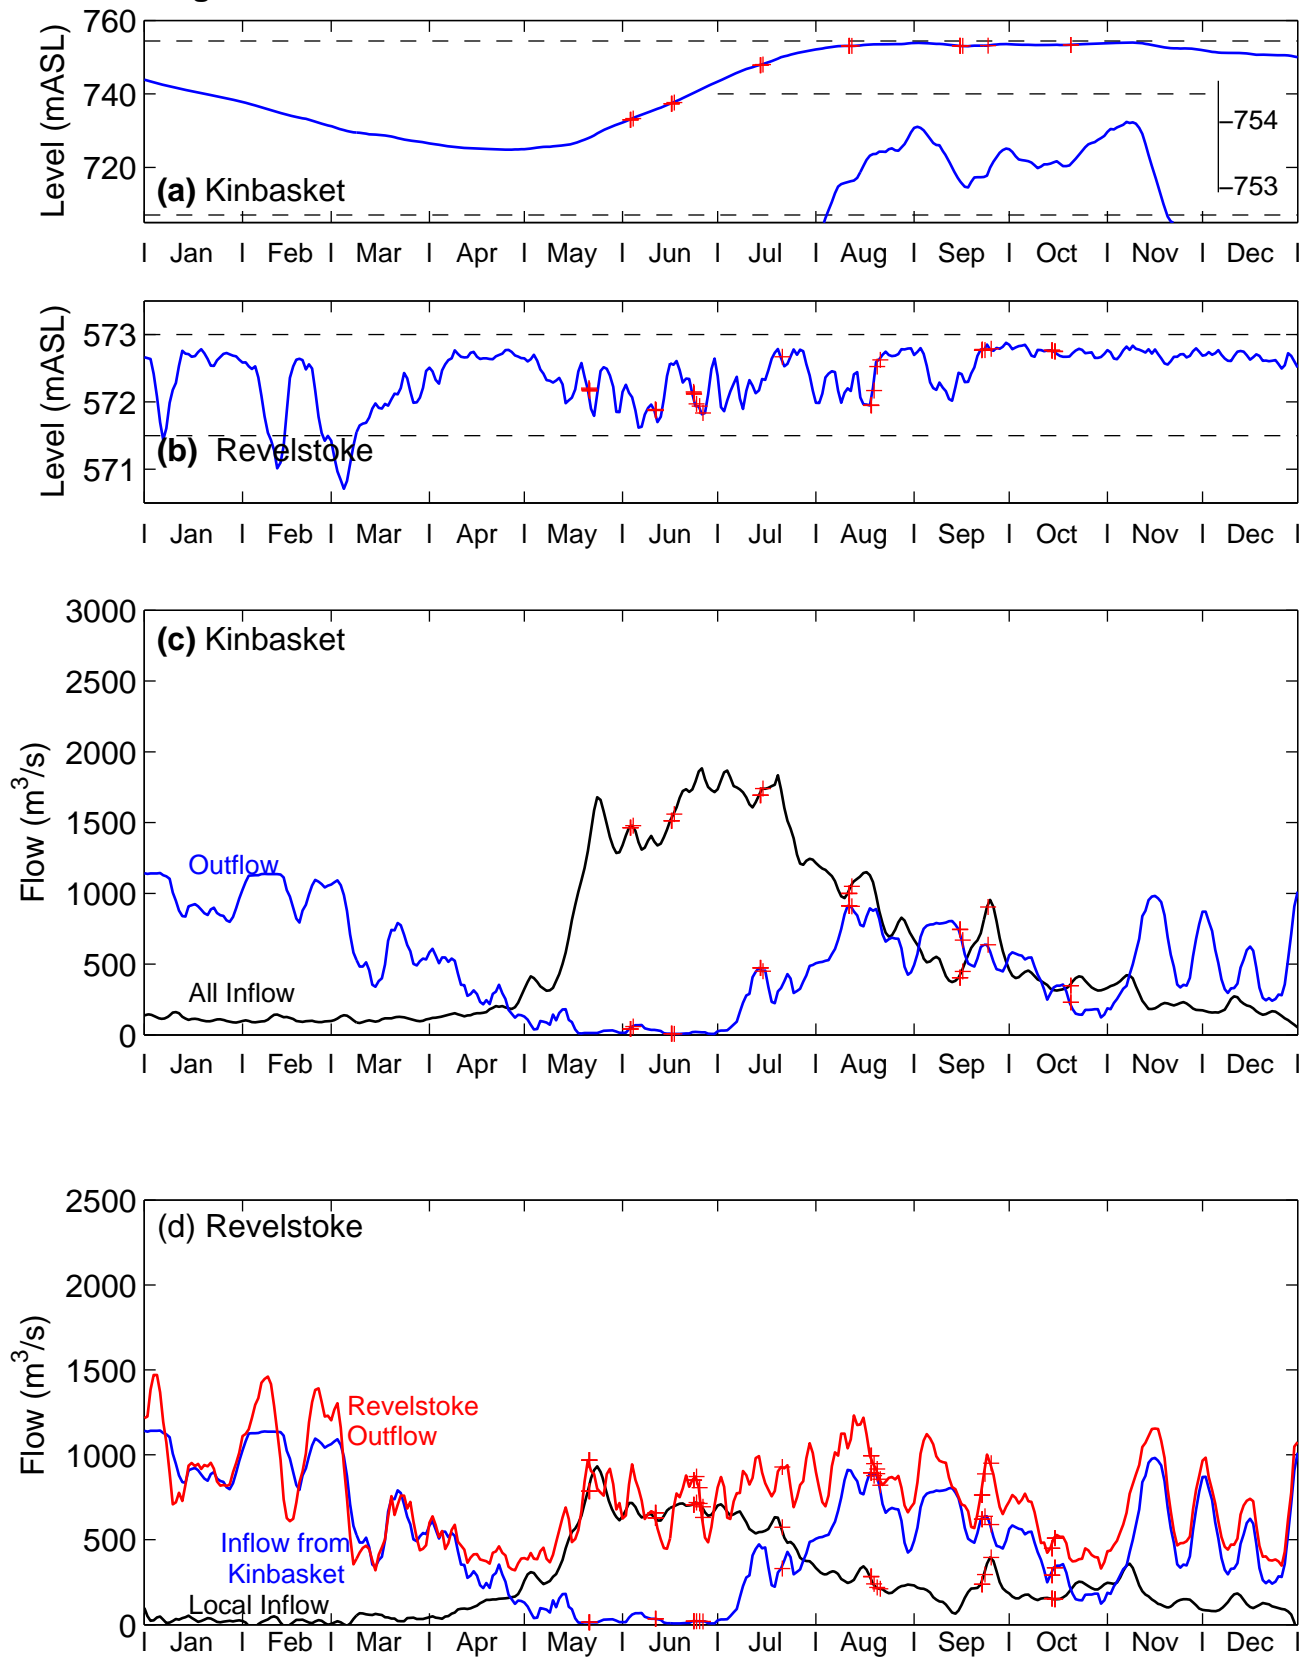 760
740
720
Level (mASL)
(a) Kinbasket
–754
–753
Jan Feb Mar Apr May Jun Jul Aug Sep Oct Nov Dec
573
572
571
Level (mASL)
(b) Revelstoke
Jan Feb Mar Apr May Jun Jul Aug Sep Oct Nov Dec
3000
2500
2000
1500
1000
500
0
Flow (m³/s)
(c) Kinbasket
Outflow
All Inflow
Jan Feb Mar Apr May Jun Jul Aug Sep Oct Nov Dec
2500
2000
1500
1000
500
0
Flow (m³/s)
(d) Revelstoke
Revelstoke
Outflow
Inflow from
Kinbasket
Local Inflow
Jan Feb Mar Apr May Jun Jul Aug Sep Oct Nov Dec